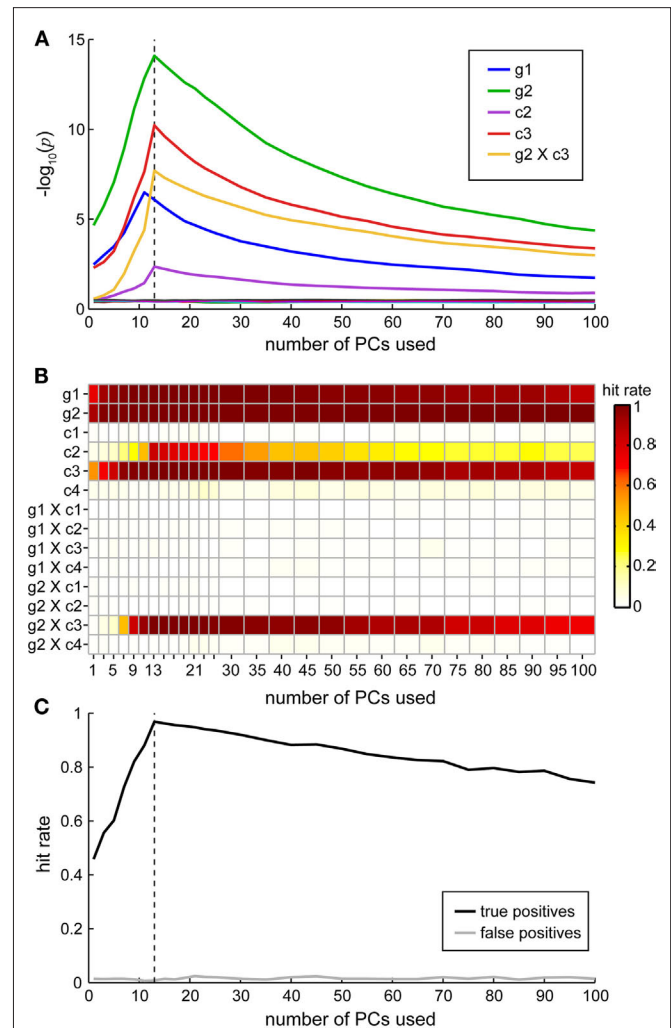 A
15
10
5
0
-log10(p)
g1
g2
c2
c3
g2 X c3
0 10 20 30 40 50 60 70 80 90 100
number of PCs used
B
hit rate
g1
g2
c1
c2
c3
c4
g1 X c1
g1 X c2
g1 X c3
g1 X c4
g2 X c1
g2 X c2
g2 X c3
g2 X c4
1
0.8
0.6
0.4
0.2
0
1 5 9 13 21 30 35 40 45 50 55 60 65 70 75 80 85 90 95 100
number of PCs used
C
1
0.8
0.6
0.4
0.2
0
hit rate
true positives
false positives
0 10 20 30 40 50 60 70 80 90 100
number of PCs used